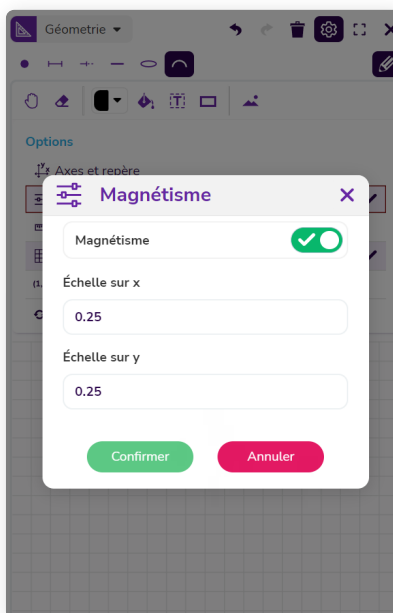 Géometrie
Options
Axes et repère
Magnétisme
Magnétisme
Échelle sur x
0.25
Échelle sur y
0.25
Confirmer
Annuler